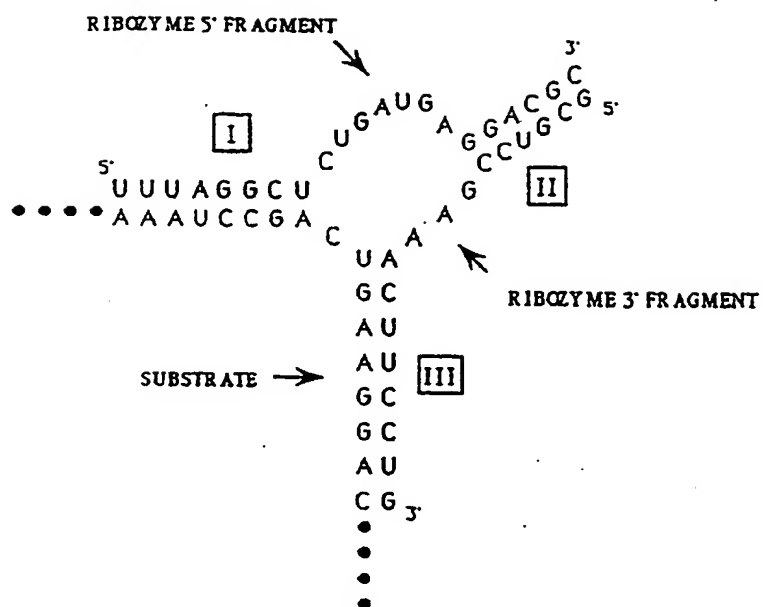 RIBOZYME 5' FRAGMENT
3'
C U G A U G A G G A C G C
C C U G C G 5'
I
II
5'
U U U A G G C U
A A A U C C G A C
G A A
U A
G C
RIBOZYME 3' FRAGMENT
A U
A U
III
SUBSTRATE
G C
G C
A U
C G 3'